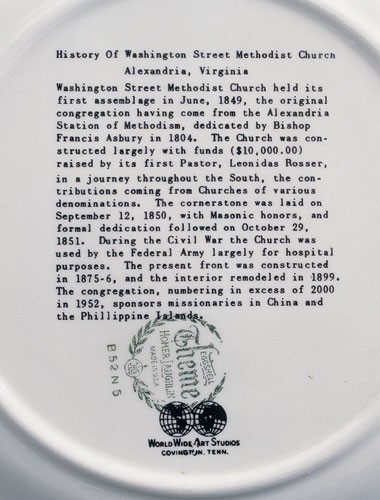 History Of Washington Street Methodist Church
Alexandria, Virginia
Washington Street Methodist Church held its
first assemblage in June, 1849, the original
congregation having come from the Alexandria
Station of Methodism, dedicated by Bishop
Francis Asbury in 1804. The Church was con-
structed largely with funds ($10,000.00)
raised by its first Pastor, Leonidas Rosser,
in a journey throughout the South, the con-
tributions coming from Churches of various
denominations. The cornerstone was laid on
September 12, 1850, with Masonic honors, and
formal dedication followed on October 29,
1851. During the Civil War the Church was
used by the Federal Army largely for hospital
purposes. The present front was constructed
in 1875-6, and the interior remodeled in 1899.
The congregation, numbering in excess of 2000
in 1952, sponsors missionaries in China and
the Phillippine Islands.
EGGSHELL
Theme
HOMER LAUGHLIN
MADE IN U.S.A.
B52N5
WORLD WIDE ART STUDIOS
COVINGTON, TENN.